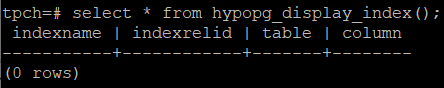 tpch=# select * from hypopg_display_index();
 indexname | indexrelid | table | column
-----------+------------+-------+--------
(0 rows)